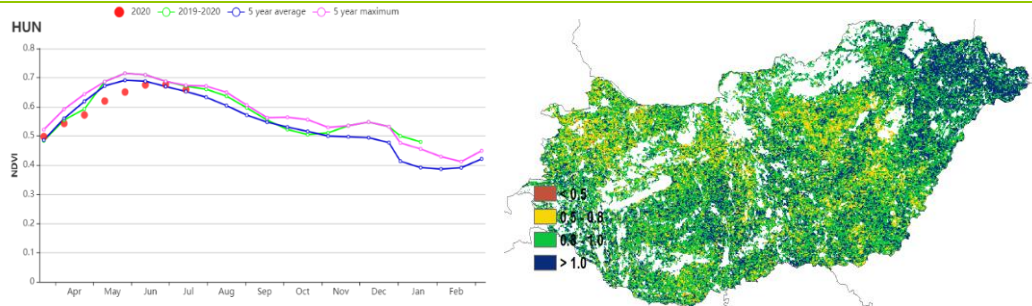 2020 2019-2020 5 year average 5 year maximum
HUN
0.8
0.7
0.6
0.5
0.4
0.3
0.2
0.1
0
NDVI
Apr May Jun Jul Aug Sep Oct Nov Dec Jan Feb
< 0.5
0.5 - 0.8
0.8 - 1.0
> 1.0